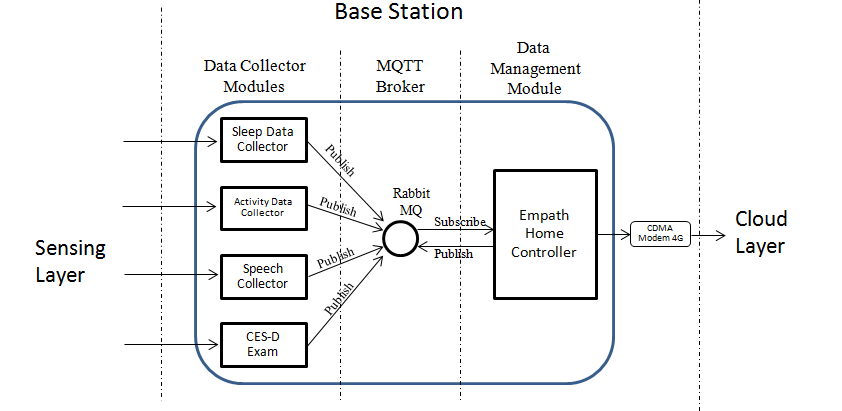 Base Station
Data Collector
Modules
MQTT
Broker
Data
Management
Module
Sleep Data
Collector
Publish
Activity Data
Collector
Publish
Rabbit
MQ
Subscribe
Publish
Empath
Home
Controller
CDMA
Modem 4G
Cloud
Layer
Sensing
Layer
Speech
Collector
Publish
CES-D
Exam
Publish